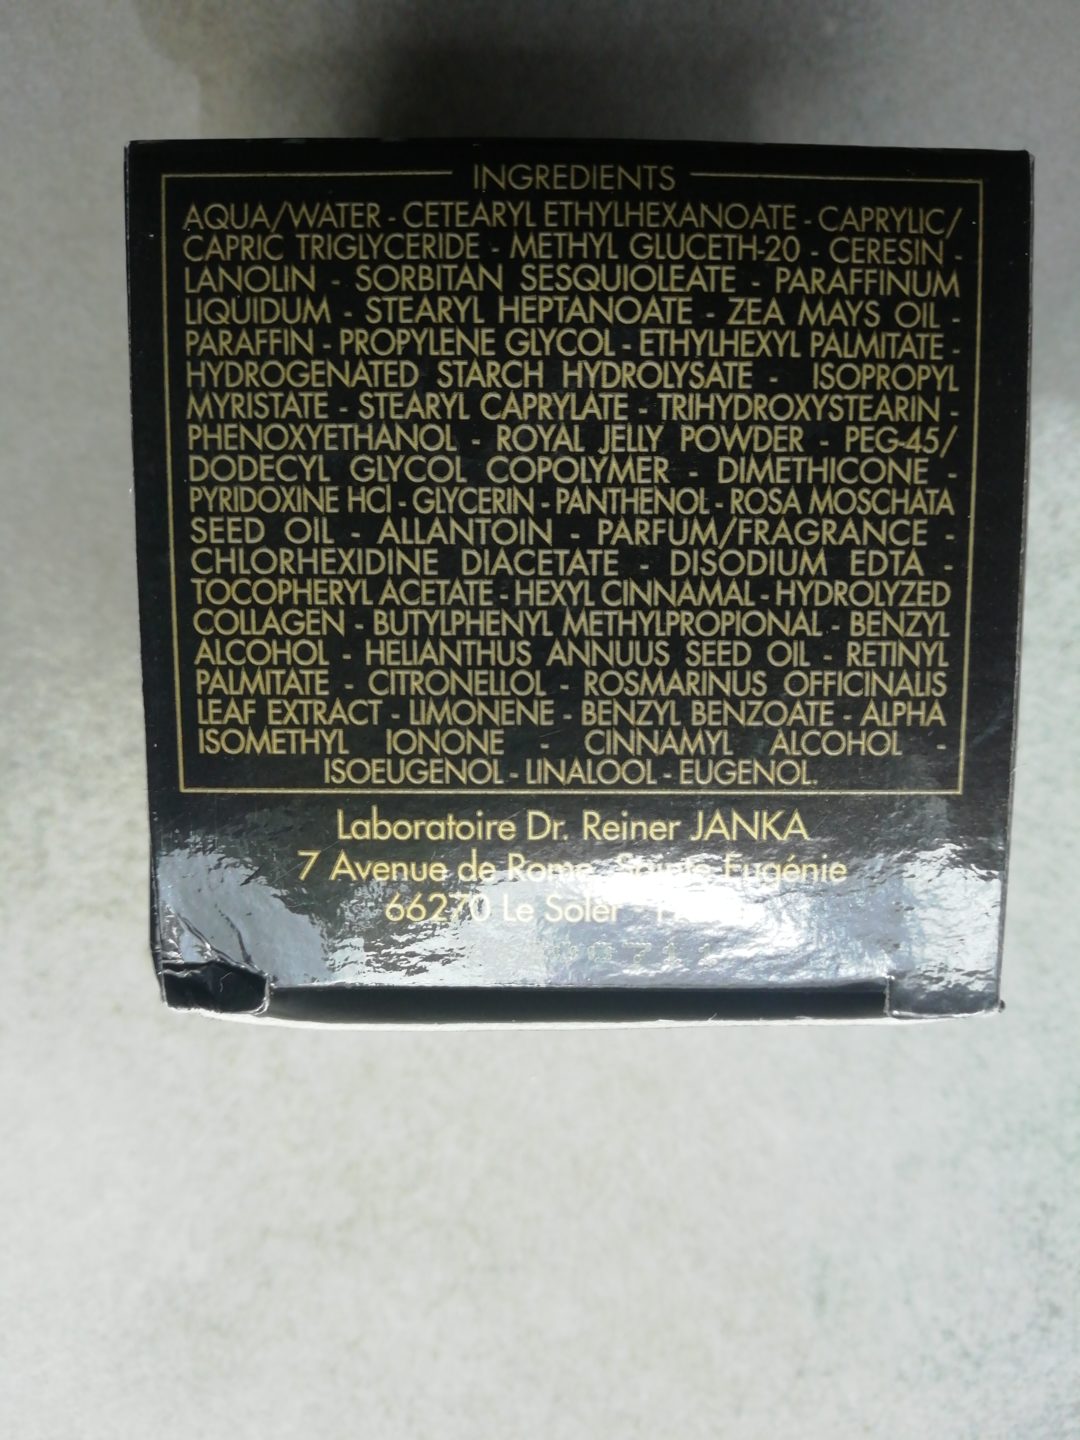 INGREDIENTS
AQUA/WATER - CETEARYL ETHYLHEXANOATE - CAPRYLIC/
CAPRIC TRIGLYCERIDE - METHYL GLUCETH-20 - CERESIN -
LANOLIN - SORBITAN SESQUIOLEATE - PARAFFINUM
LIQUIDUM - STEARYL HEPTANOATE - ZEA MAYS OIL -
PARAFFIN - PROPYLENE GLYCOL - ETHYLHEXYL PALMITATE -
HYDROGENATED STARCH HYDROLYSATE - ISOPROPYL
MYRISTATE - STEARYL CAPRYLATE - TRIHYDROXYSTEARIN -
PHENOXYETHANOL - ROYAL JELLY POWDER - PEG-45/
DODECYL GLYCOL COPOLYMER - DIMETHICONE -
PYRIDOXINE HCl - GLYCERIN - PANTHENOL - ROSA MOSCHATA
SEED OIL - ALLANTOIN - PARFUM/FRAGRANCE -
CHLORHEXIDINE DIACETATE - DISODIUM EDTA -
TOCOPHERYL ACETATE - HEXYL CINNAMAL - HYDROLYZED
COLLAGEN - BUTYLPHENYL METHYLPROPIONAL - BENZYL
ALCOHOL - HELIANTHUS ANNUUS SEED OIL - RETINYL
PALMITATE - CITRONELLOL - ROSMARINUS OFFICINALIS
LEAF EXTRACT - LIMONENE - BENZYL BENZOATE - ALPHA
ISOMETHYL IONONE - CINNAMYL ALCOHOL -
ISOEUGENOL - LINALOOL - EUGENOL.
Laboratoire Dr. Reiner JANKA
7 Avenue de Rome, Sainte Eugénie
66270 Le Soler